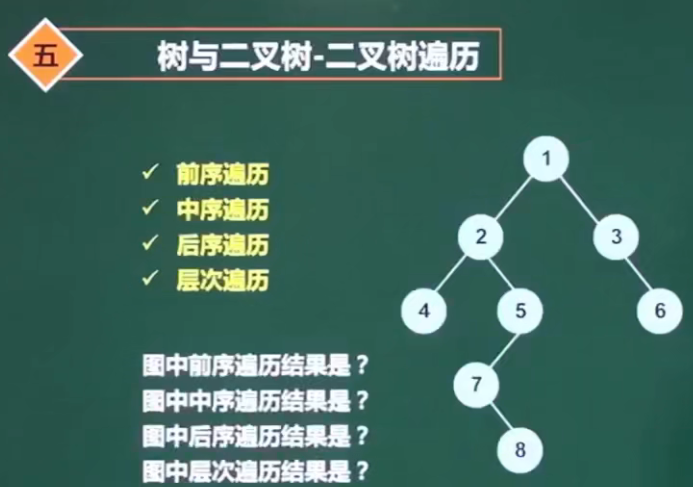 五
树与二叉树-二叉树遍历
✓ 前序遍历
✓ 中序遍历
✓ 后序遍历
✓ 层次遍历
图中前序遍历结果是？
图中中序遍历结果是？
图中后序遍历结果是？
图中层次遍历结果是？
1
2
3
4
5
6
7
8